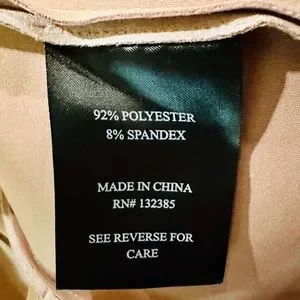 92% POLYESTER
8% SPANDEX
MADE IN CHINA
RN# 132385
SEE REVERSE FOR
CARE